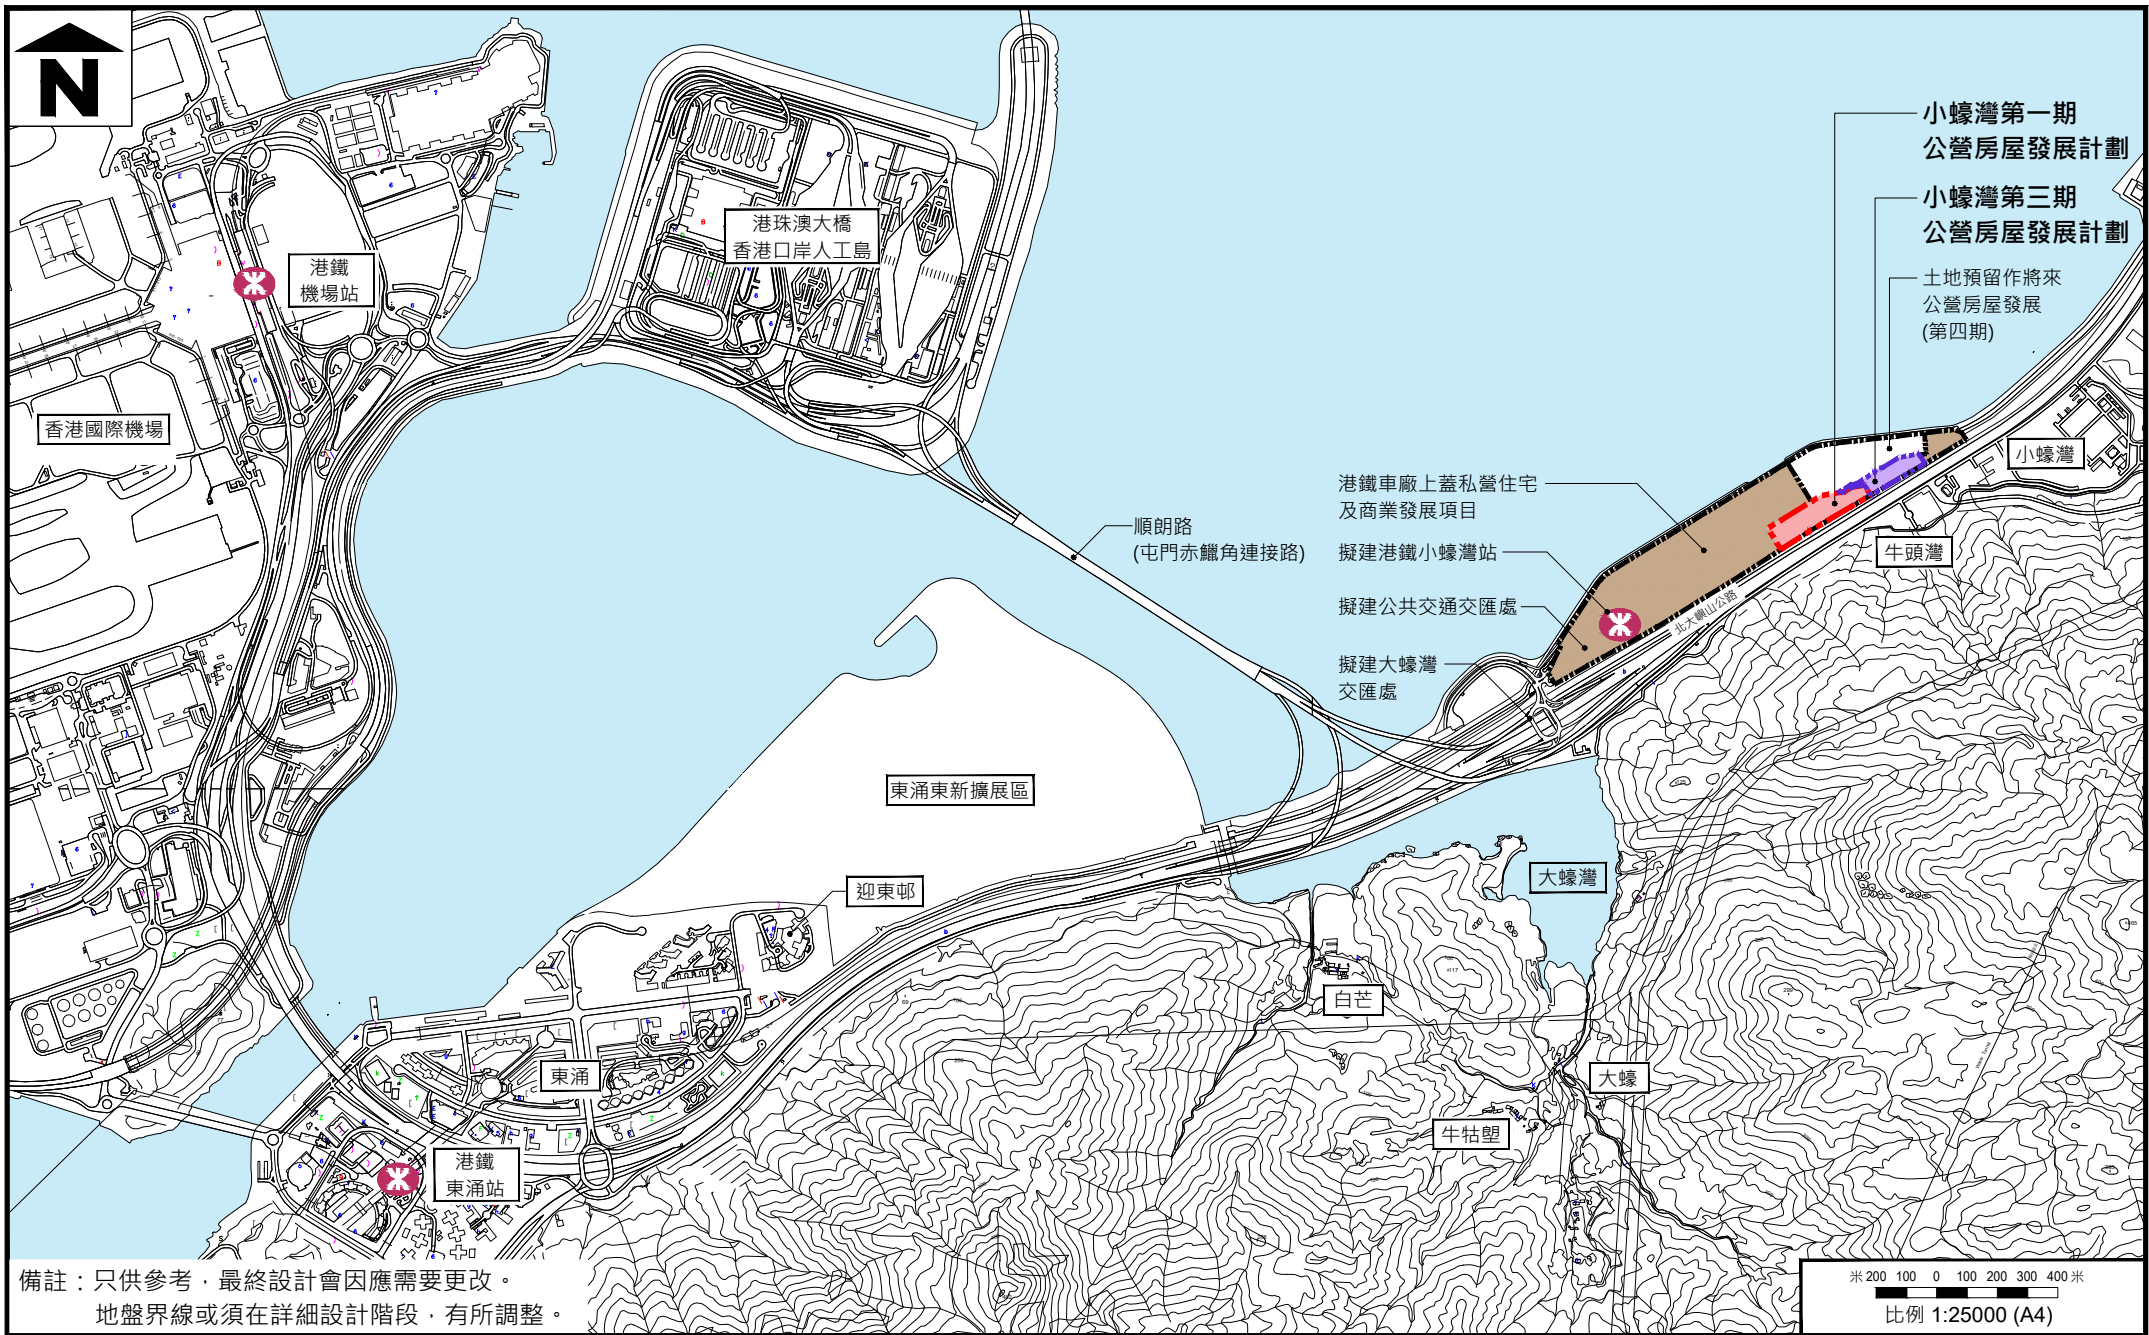 N
小蠔灣第一期
公營房屋發展計劃
小蠔灣第三期
公營房屋發展計劃
土地預留作將來
公營房屋發展
(第四期)
港珠澳大橋
香港口岸人工島
港鐵
機場站
香港國際機場
小蠔灣
港鐵車廠上蓋私營住宅
及商業發展項目
順朗路
(屯門赤鱲角連接路)
擬建港鐵小蠔灣站
牛頭灣
擬建公共交通交匯處
北大嶼山公路
擬建大蠔灣
交匯處
東涌東新擴展區
迎東邨
大蠔灣
白芒
東涌
大蠔
牛牯塱
港鐵
東涌站
備註：只供參考，最終設計會因應需要更改。
地盤界線或須在詳細設計階段，有所調整。
米 200 100 0 100 200 300 400 米
比例 1:25000 (A4)